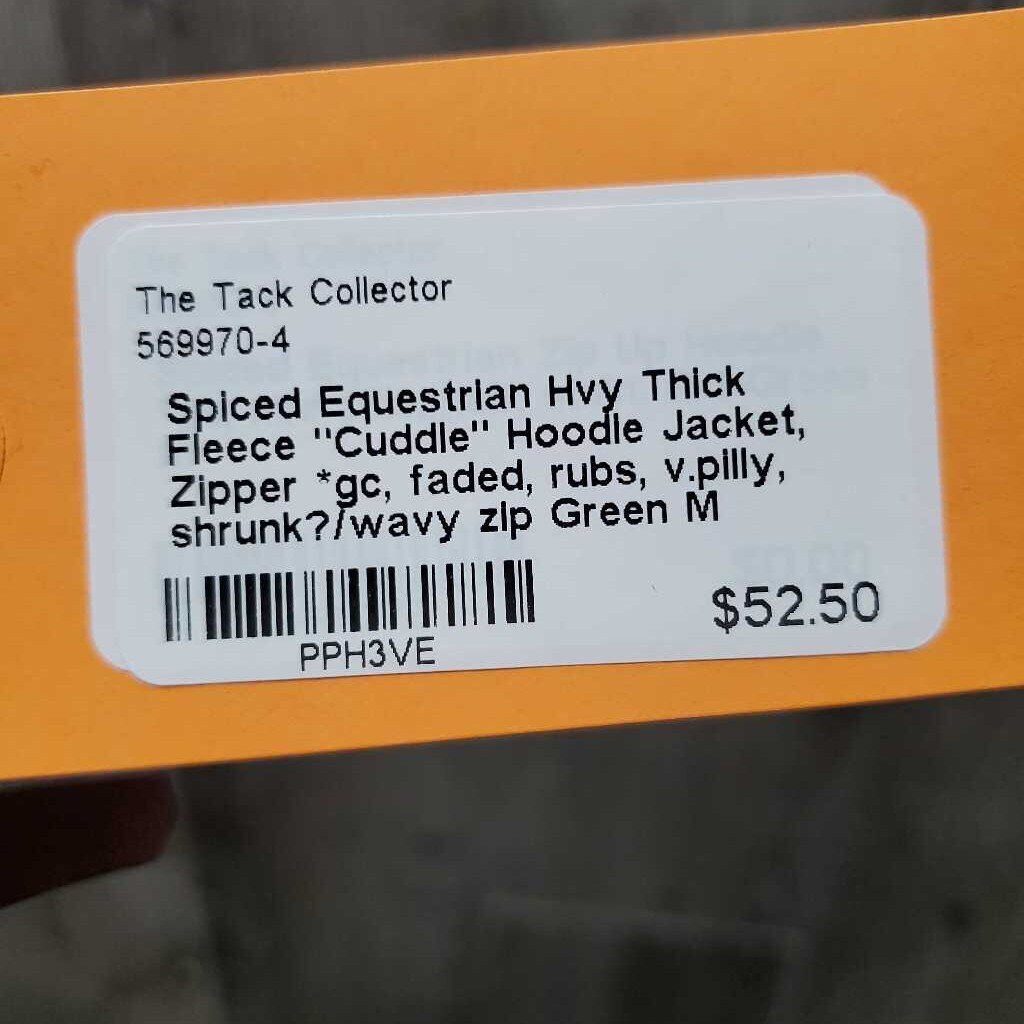 The Tack Collector
569970-4
Spiced Equestrian Hvy Thick
Fleece "Cuddle" Hoodie Jacket,
Zipper *gc, faded, rubs, v.pilly,
shrunk?/wavy zip Green M
PPH3VE
$52.50